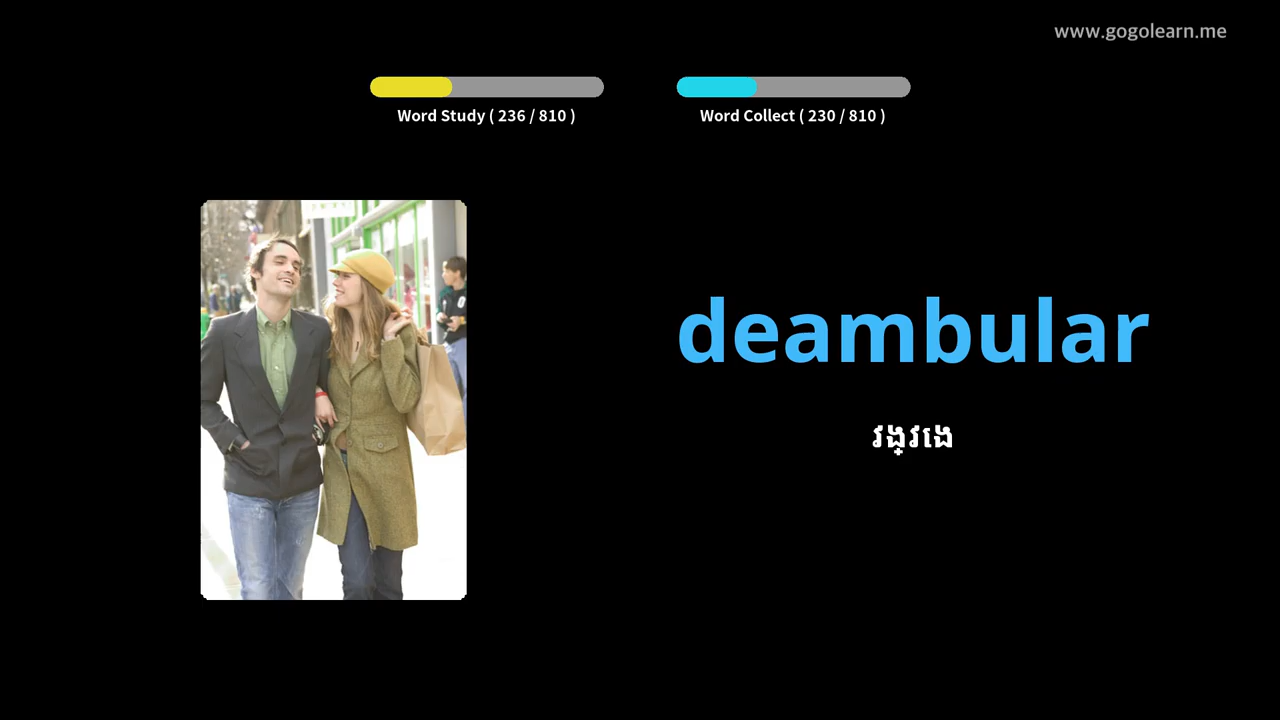 www.gogolearn.me
Word Study ( 236 / 810 )
Word Collect ( 230 / 810 )
deambular
វង្វេង